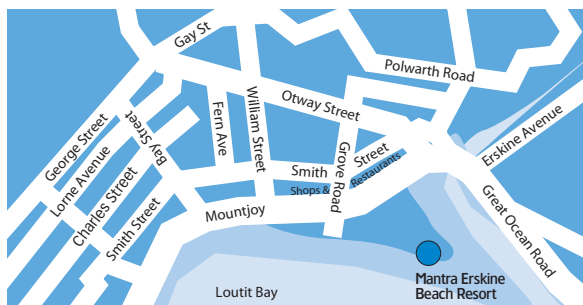 Gay St
Polwarth Road
Otway Street
George Street
Lorne Avenue
Bay Street
Fern Ave
William Street
Charles Street
Smith Street
Smith Street
Grove Road
Shops & Restaurants
Erskine Avenue
Mountjoy
Great Ocean Road
Mantra Erskine
Beach Resort
Loutit Bay